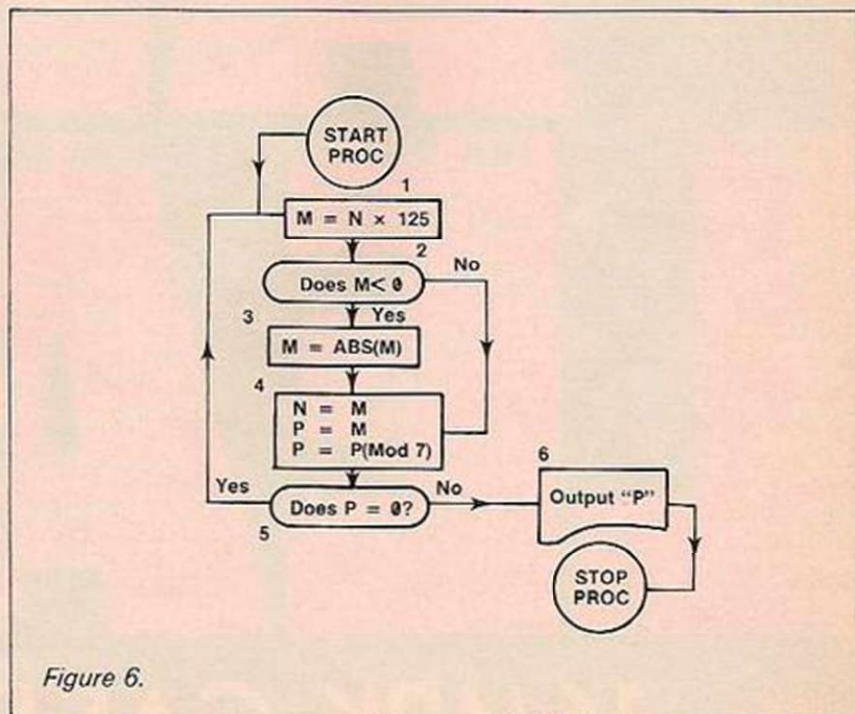 START
PROC
1
M = N × 125
2
Does M< 0
No
Yes
3
M = ABS(M)
4
N = M
P = M
P = P(Mod 7)
Yes
Does P = 0?
No
5
6
Output "P"
STOP
PROC
Figure 6.